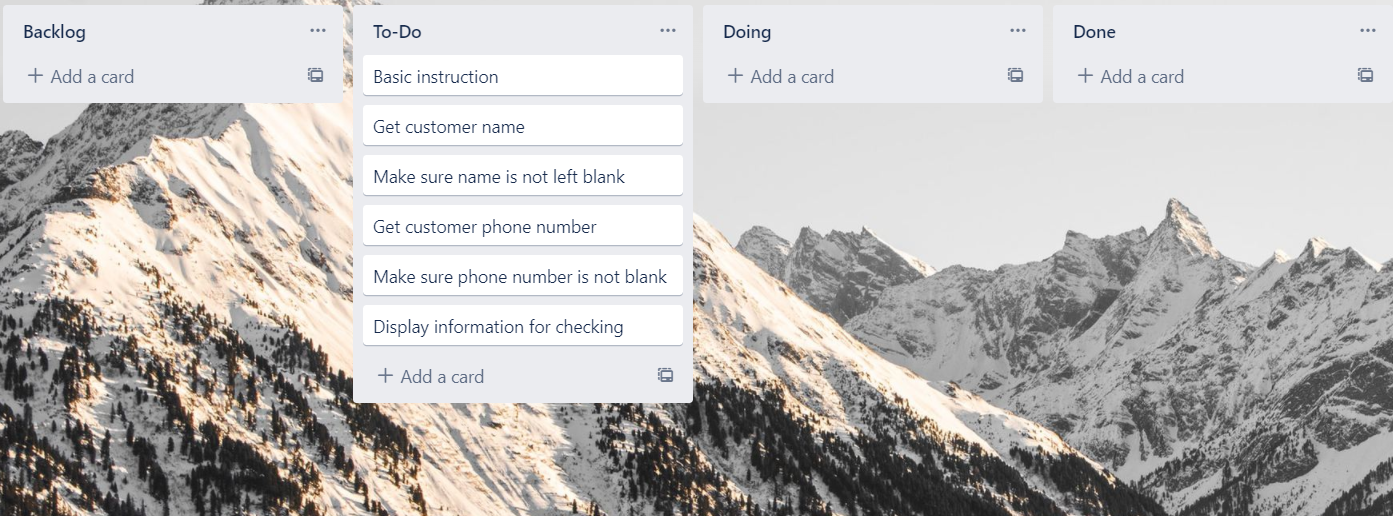 Backlog
Add a card
To-Do
Basic instruction
Get customer name
Make sure name is not left blank
Get customer phone number
Make sure phone number is not blank
Display information for checking
Add a card
Doing
Add a card
Done
Add a card